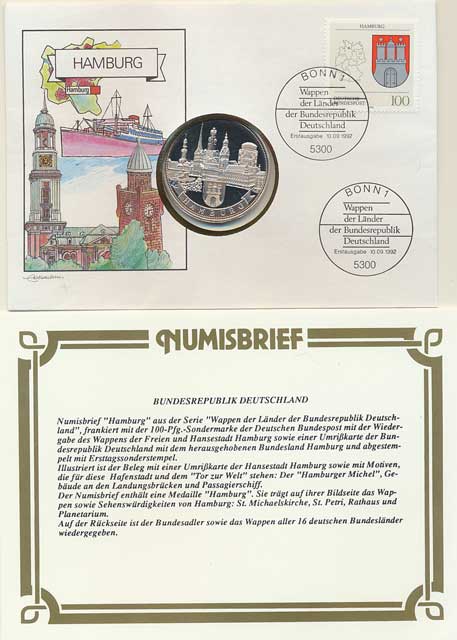 HAMBURG
Hamburg
HAMBURG
DEUTSCHE
BUNDESPOST
100
BONN 1
Wappen
der Länder
der Bundesrepublik
Deutschland
Erstausgabe 10.09.1992
5300
BONN 1
Wappen
der Länder
der Bundesrepublik
Deutschland
Erstausgabe 10.09.1992
5300
HAMBURG
NUMISBRIEF
BUNDESREPUBLIK DEUTSCHLAND
Numisbrief "Hamburg" aus der Serie "Wappen der Länder der Bundesrepublik Deutsch-
land", frankiert mit der 100-Pfg.-Sondermarke der Deutschen Bundespost mit der Wieder-
gabe des Wappens der Freien und Hansestadt Hamburg sowie einer Umrißkarte der Bun-
desrepublik Deutschland mit dem herausgehobenen Bundesland Hamburg und abgestem-
pelt mit Ersttagssonderstempel.
Illustriert ist der Beleg mit einer Umrißkarte der Hansestadt Hamburg sowie mit Motiven,
die für diese Hafenstadt und dem "Tor zur Welt" stehen: Der "Hamburger Michel", Ge-
bäude an den Landungsbrücken und Passagierschiff.
Der Numisbrief enthält eine Medaille "Hamburg". Sie trägt auf ihrer Bildseite das Wap-
pen sowie Sehenswürdigkeiten von Hamburg: St. Michaelskirche, St. Petri, Rathaus und
Planetarium.
Auf der Rückseite ist der Bundesadler sowie das Wappen aller 16 deutschen Bundesländer
wiedergegeben.